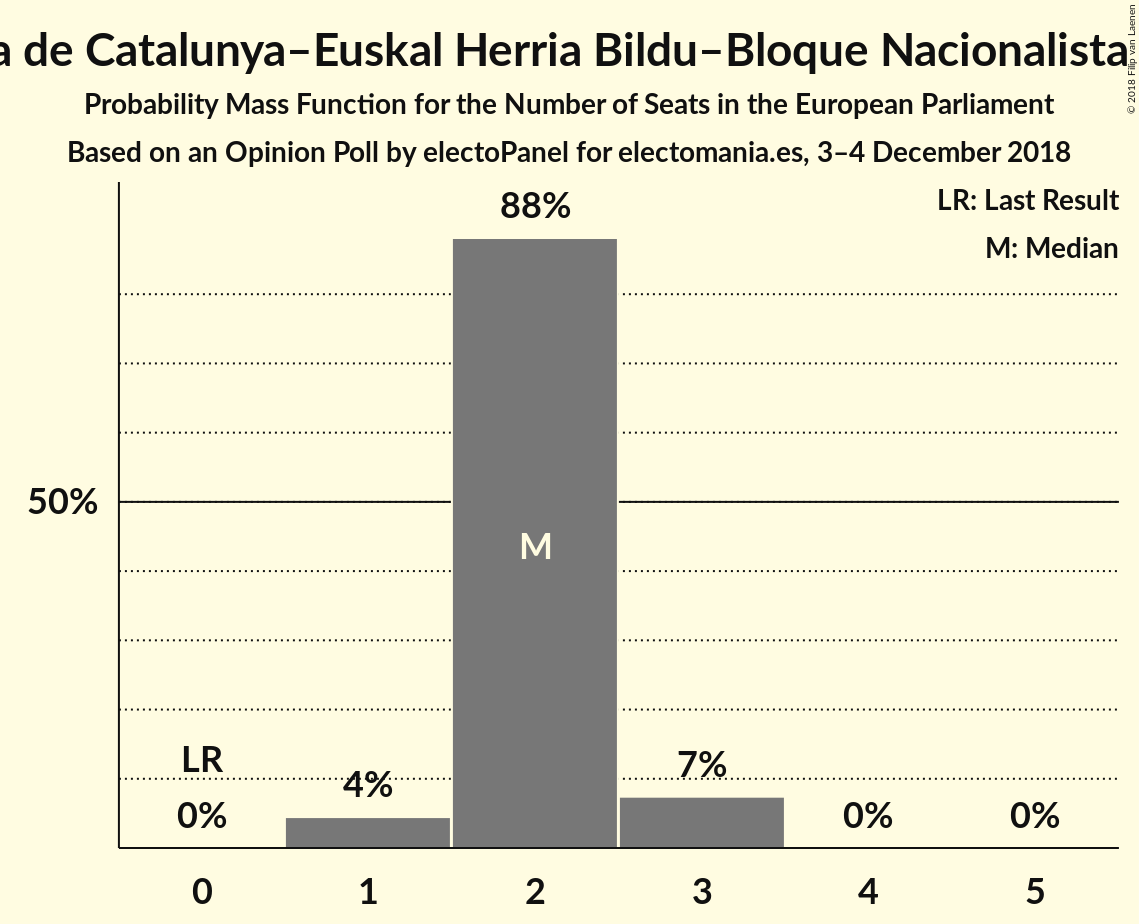 a de Catalunya–Euskal Herria Bildu–Bloque Nacionalista
Probability Mass Function for the Number of Seats in the European Parliament
Based on an Opinion Poll by electoPanel for electomania.es, 3–4 December 2018
© 2018 Filip van Laenen
LR: Last Result
M: Median
88%
50%
M
LR
0%
4%
7%
0%
0%
0 1 2 3 4 5